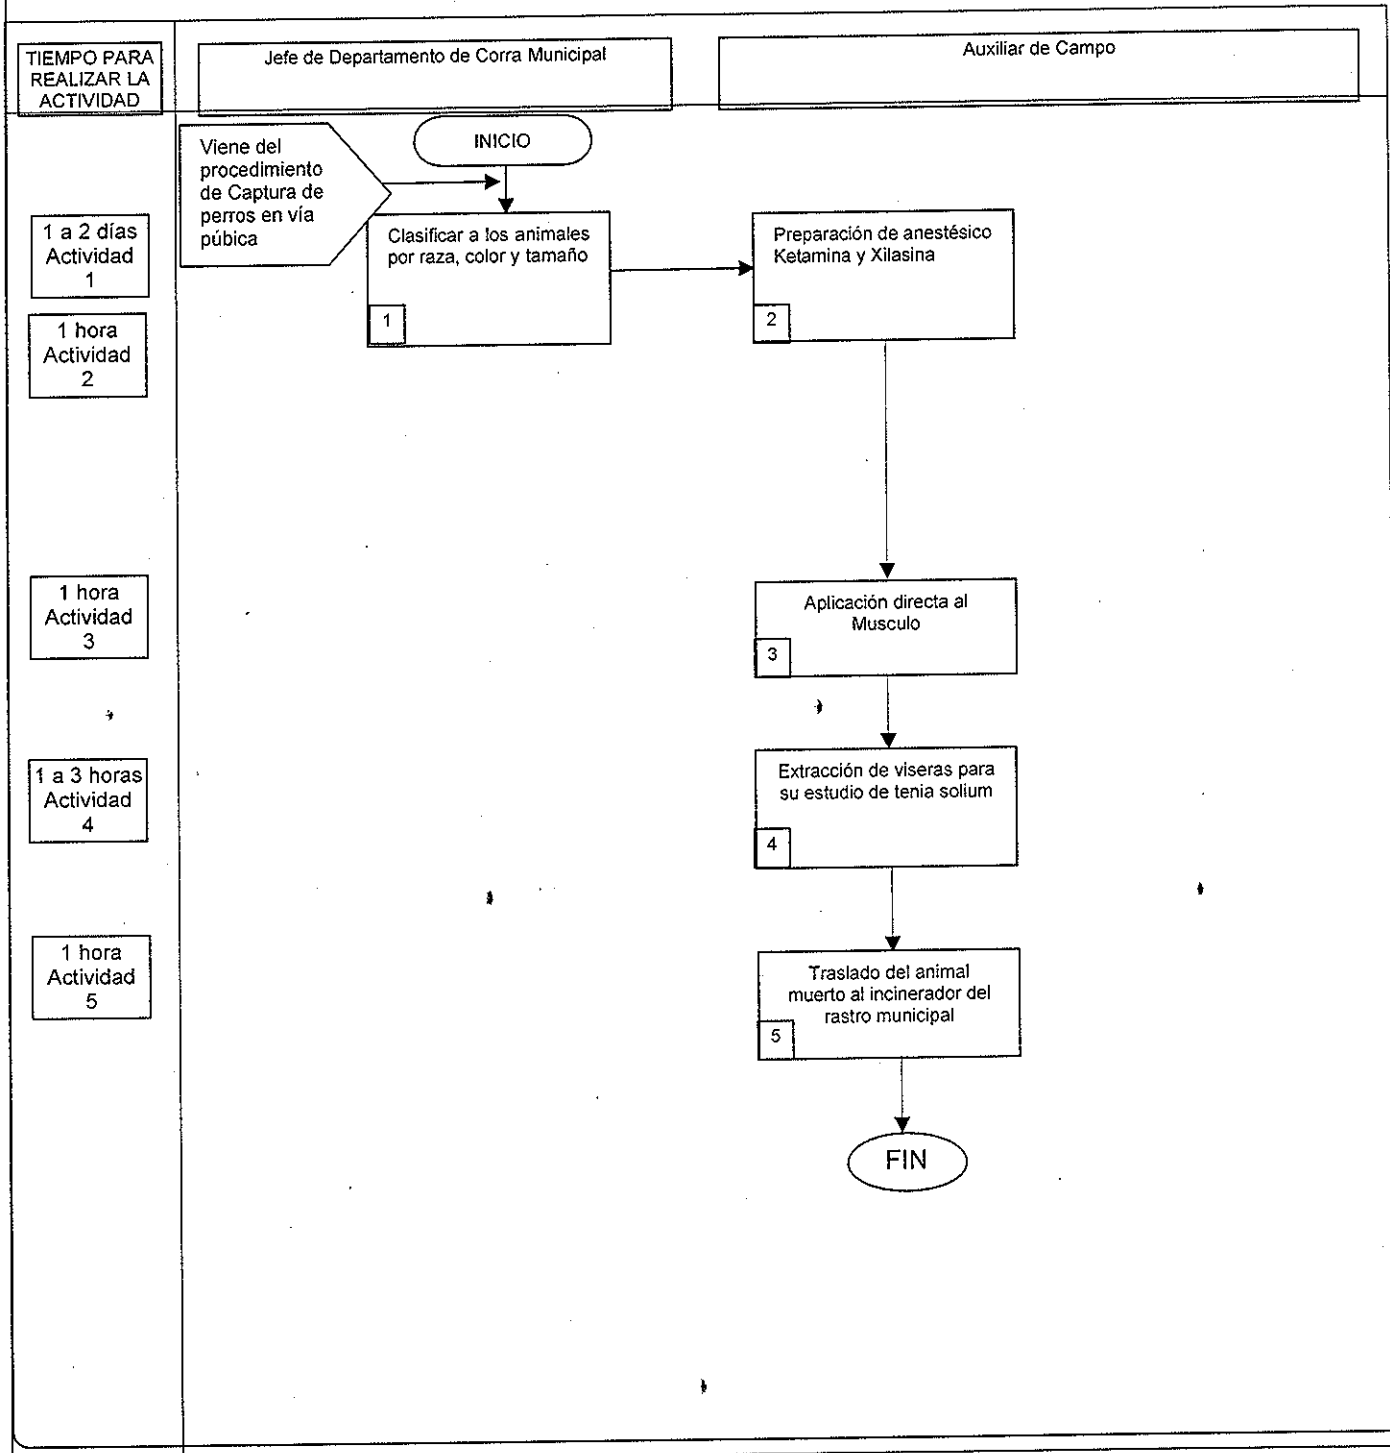 TIEMPO PARA
REALIZAR LA
ACTIVIDAD
Jefe de Departamento de Corra Municipal
Auxiliar de Campo
INICIO
Viene del
procedimiento
de Captura de
perros en vía
púbica
1 a 2 días
Actividad
1
Clasificar a los animales
por raza, color y tamaño
1
Preparación de anestésico
Ketamina y Xilasina
2
1 hora
Actividad
2
1 hora
Actividad
3
Aplicación directa al
Musculo
3
1 a 3 horas
Actividad
4
Extracción de viseras para
su estudio de tenia solium
4
1 hora
Actividad
5
Traslado del animal
muerto al incinerador del
rastro municipal
5
FIN